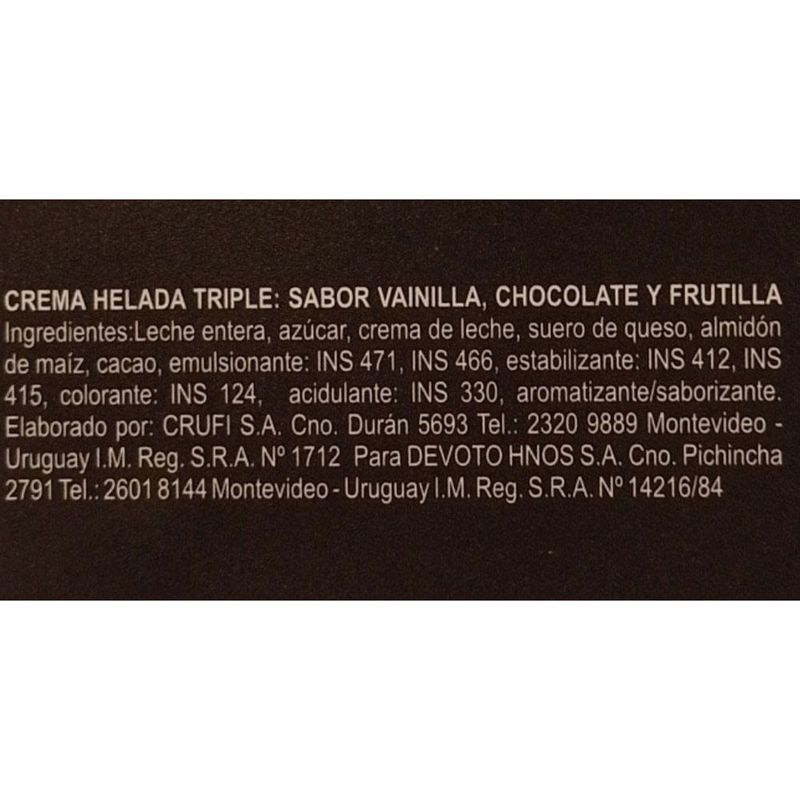 CREMA HELADA TRIPLE: SABOR VAINILLA, CHOCOLATE Y FRUTILLA
Ingredientes:Leche entera, azúcar, crema de leche, suero de queso, almidón
de maíz, cacao, emulsionante: INS 471, INS 466, estabilizante: INS 412, INS
415, colorante: INS 124, acidulante: INS 330, aromatizante/saborizante.
Elaborado por: CRUFI S.A. Cno. Durán 5693 Tel.: 2320 9889 Montevideo -
Uruguay I.M. Reg. S.R.A. Nº 1712 Para DEVOTO HNOS S.A. Cno. Pichincha
2791 Tel.: 2601 8144 Montevideo - Uruguay I.M. Reg. S.R.A. Nº 14216/84